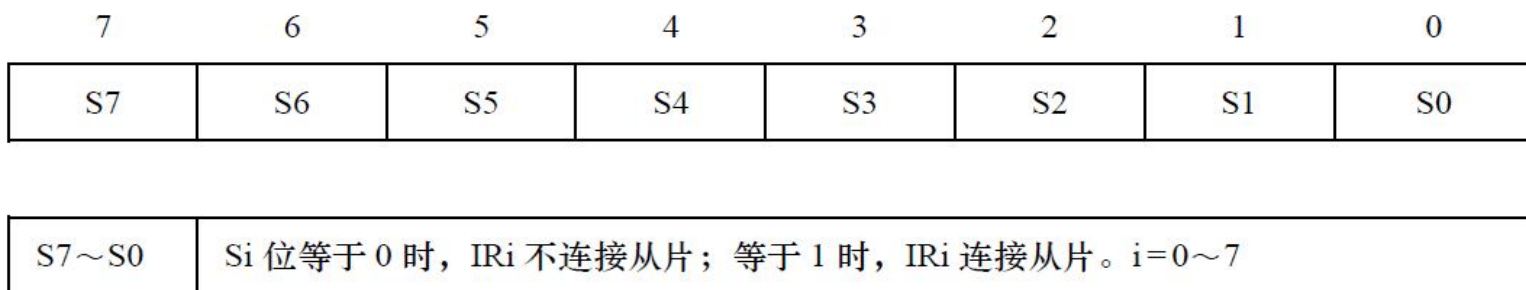 7 6 5 4 3 2 1 0
S7 S6 S5 S4 S3 S2 S1 S0
S7～S0 Si 位等于 0 时，IRi 不连接从片；等于 1 时，IRi 连接从片。i=0～7